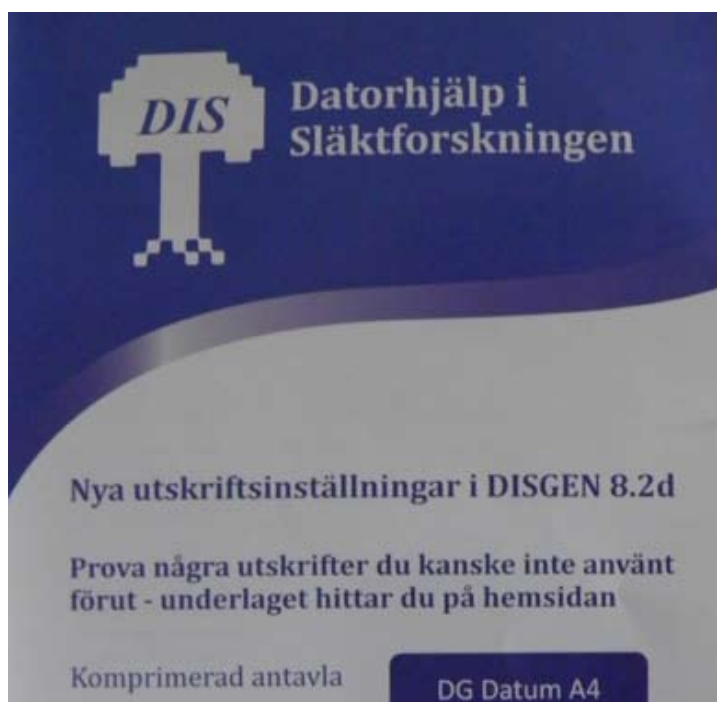 DIS
Datorhjälp i
Släktforskningen
Nya utskriftsinställningar i DISGEN 8.2d
Prova några utskrifter du kanske inte använt
förut - underlaget hittar du på hemsidan
Komprimerad antavla
DG Datum A4